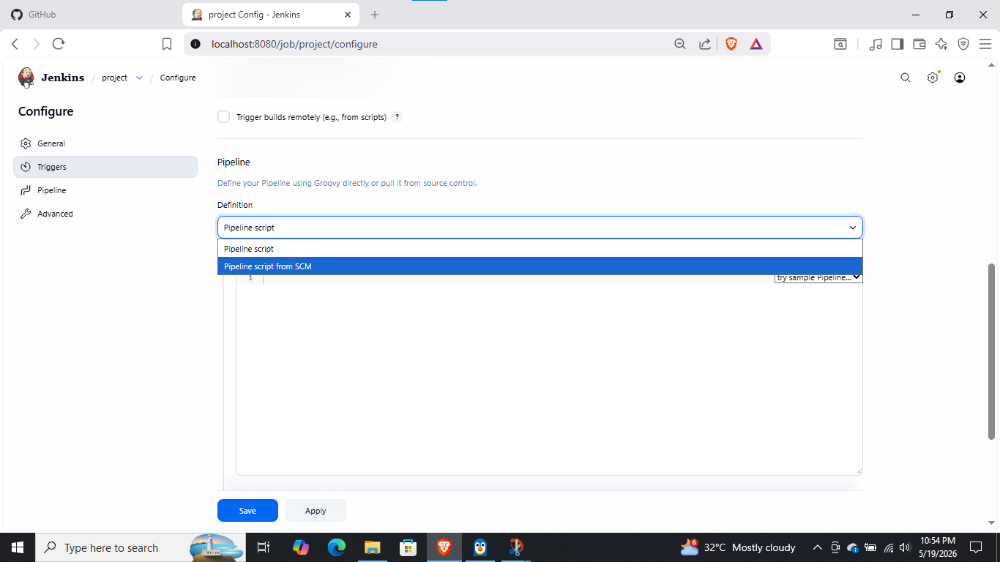 GitHub
project Config - Jenkins
localhost:8080/job/project/configure
Jenkins / project / Configure
Configure
General
Triggers
Pipeline
Advanced
Trigger builds remotely (e.g., from scripts) ?
Pipeline
Define your Pipeline using Groovy directly or pull it from source control.
Definition
Pipeline script
Pipeline script
Pipeline script from SCM
1
try sample Pipeline...
Save
Apply
Type here to search
6
32°C Mostly cloudy
10:54 PM
5/19/2026